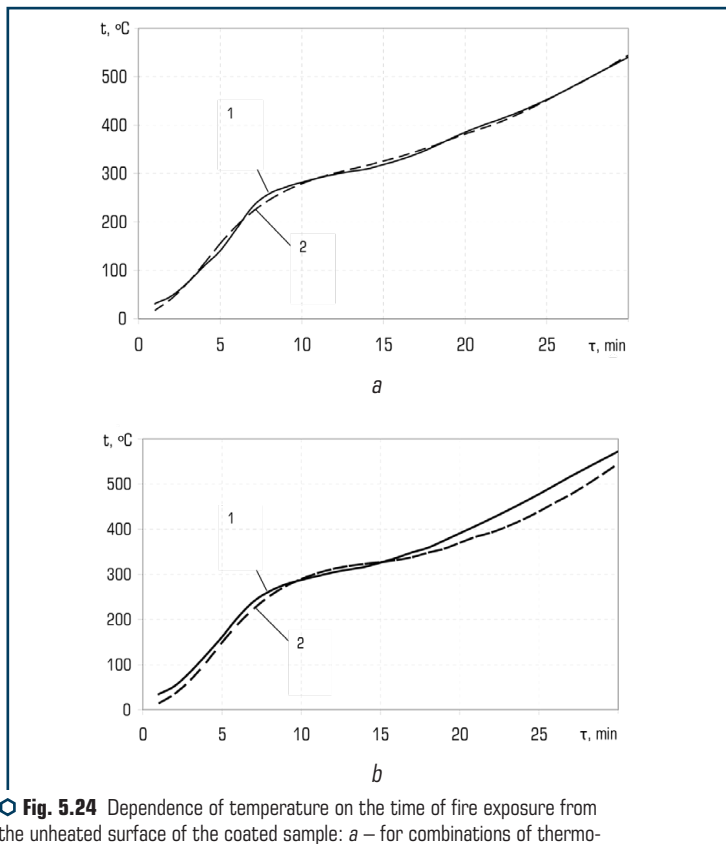 t, ºC
500
400
300
200
100
0
1
2
0 5 10 15 20 25 τ, min
a
t, ºC
500
400
300
200
100
0
1
2
0 5 10 15 20 25 τ, min
b
Fig. 5.24 Dependence of temperature on the time of fire exposure from
the unheated surface of the coated sample: a – for combinations of thermo-